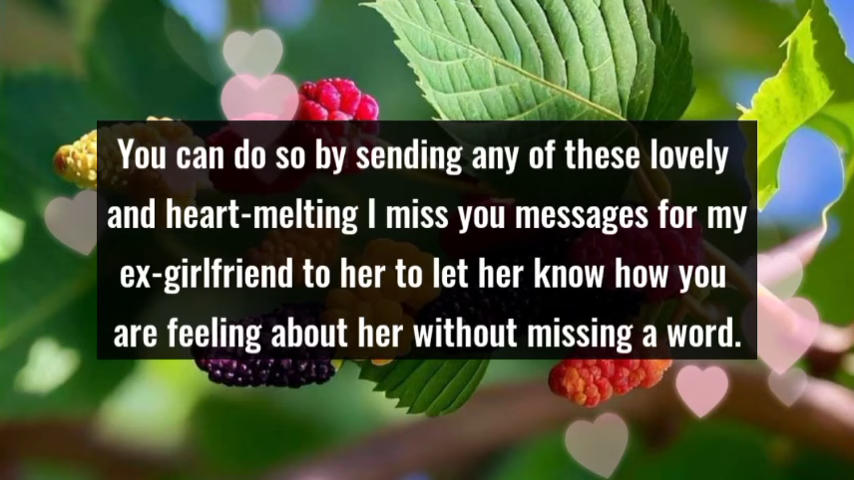 You can do so by sending any of these lovely
and heart-melting I miss you messages for my
ex-girlfriend to her to let her know how you
are feeling about her without missing a word.